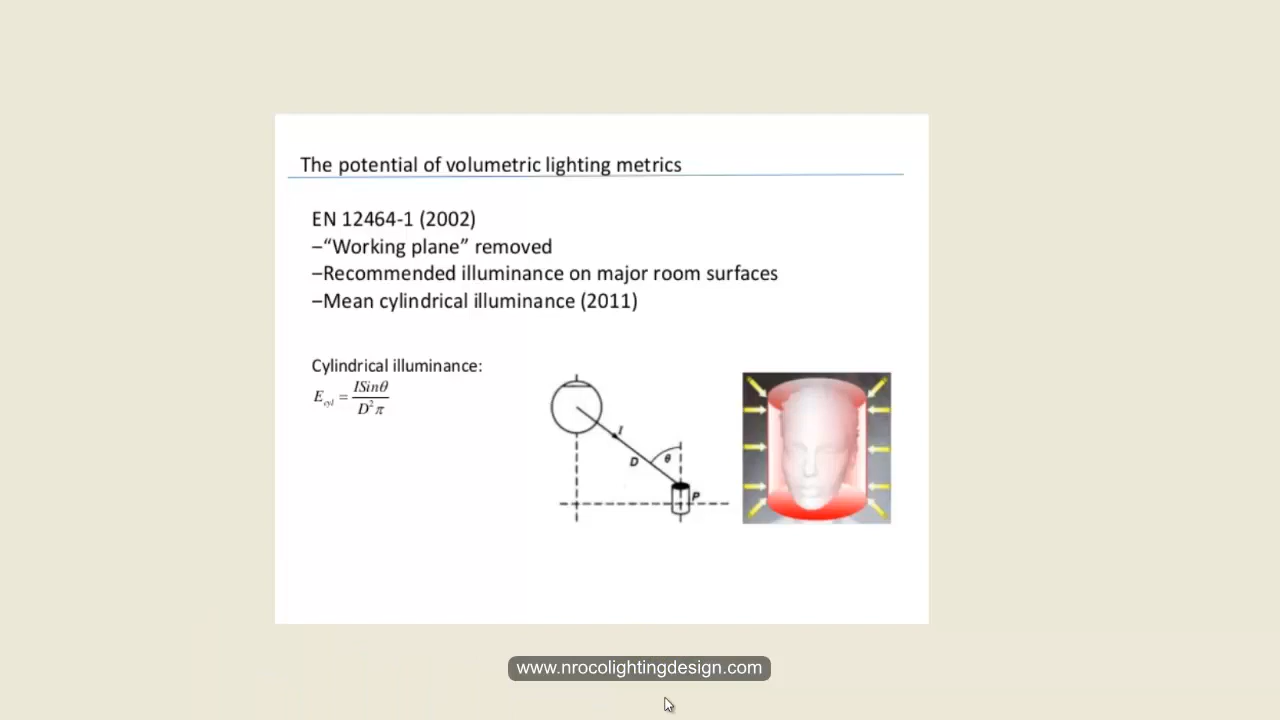 The potential of volumetric lighting metrics
EN 12464-1 (2002)
–“Working plane” removed
–Recommended illuminance on major room surfaces
–Mean cylindrical illuminance (2011)
Cylindrical illuminance:
E_cyl = ISinθ / D²π
I
D θ
P
www.nrocolightingdesign.com